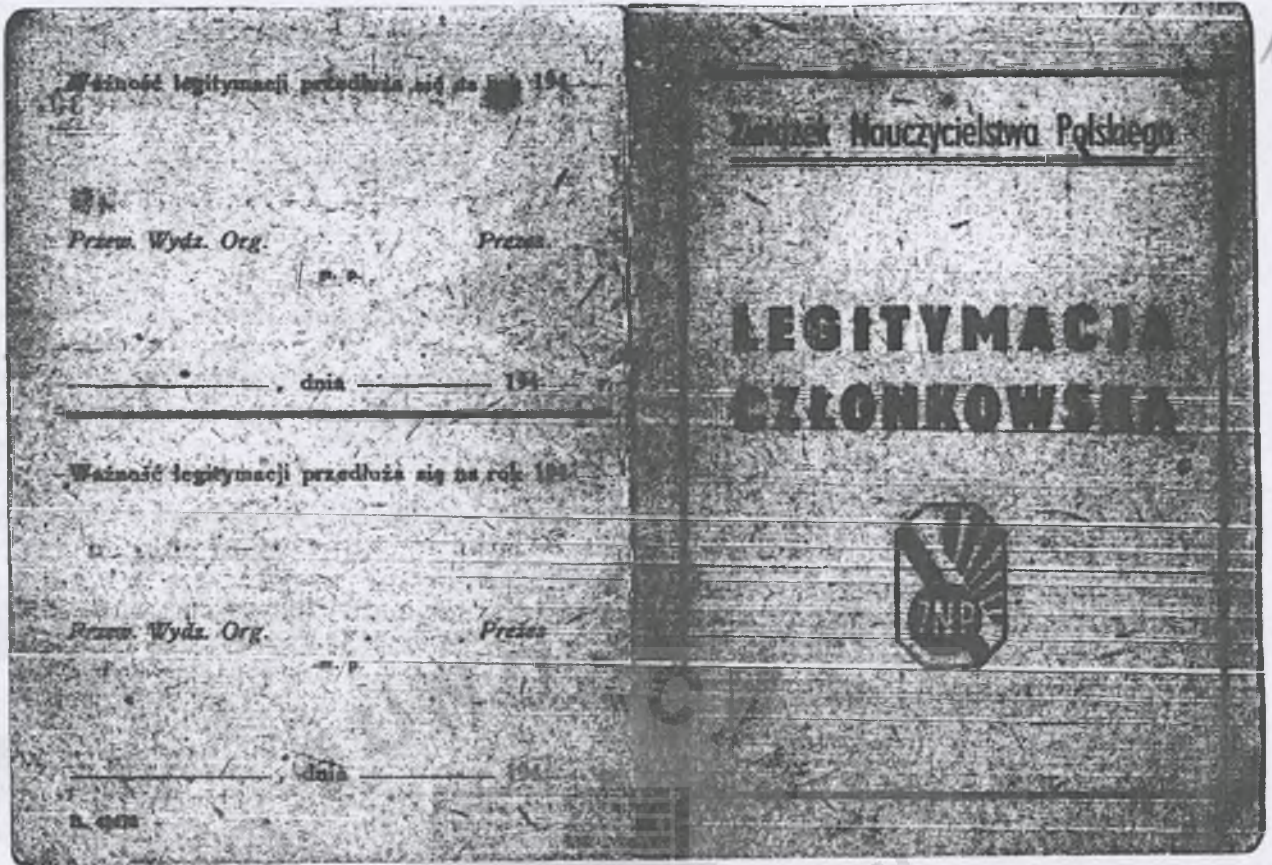 Ważność legitymacji przedłuża się na rok 194
Przew. Wydz. Org. Prezes
m. p.
, dnia 194 r.
Ważność legitymacji przedłuża się na rok 194
Przew. Wydz. Org. Prezes
m. p.
, dnia 194
Związek Nauczycielstwa Polskiego
LEGITYMACJA
CZŁONKOWSKA
ZNP